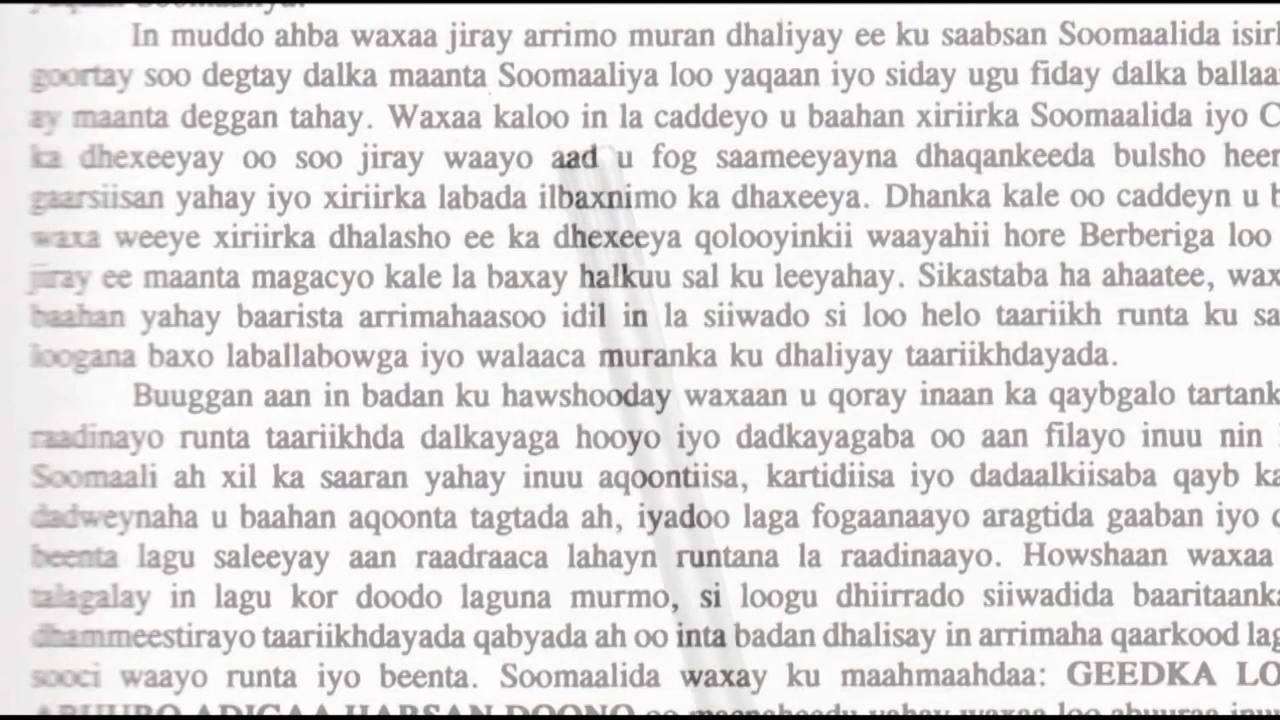 In muddo ahba waxaa jiray arrimo muran dhaliyay ee ku saabsan Soomaalida
goortay soo degtay dalka maanta Soomaaliya loo yaqaan iyo siday ugu fiday dalka
ay maanta deggan tahay. Waxaa kaloo in la caddeyo u baahan xiriirka Soomaalida iyo
ka dhexeeyay oo soo jiray waayo aad u fog saameeyayna dhaqankeeda bulsho
gaarsiisan yahay iyo xiriirka labada ilbaxnimo ka dhaxeeya. Dhanka kale oo caddeyn u
waxa weeye xiriirka dhalasho ee ka dhexeeya qolooyinkii waayahii hore Berberiga loo
jiray ee maanta magacyo kale la baxay halkuu sal ku leeyahay. Sikastaba ha ahaatee,
baahan yahay baarista arrimahaasoo idil in la siiwado si loo helo taariikh runta ku
loogana baxo laballabowga iyo walaaca muranka ku dhaliyay taariikhdayada.
Buuggan aan in badan ku hawshooday waxaan u qoray inaan ka qaybgalo
raadinayo runta taariikhda dalkayaga hooyo iyo dadkayagaba oo aan filayo inuu nin
Soomaali ah xil ka saaran yahay inuu aqoontiisa, kartidiisa iyo dadaalkiisaba qayb
dadweynaha u baahan aqoonta tagtada ah, iyadoo laga fogaanaayo aragtida gaaban iyo
beenta lagu saleeyay aan raadraaca lahayn runtana la raadinaayo. Howshaan waxaa
talagalay in lagu kor doodo laguna murmo, si loogu dhiirrado siiwadida
dhammeestirayo taariikhdayada qabyada ah oo inta badan dhalisay in arrimaha qaarkood
sooci waayo runta iyo beenta. Soomaalida waxay ku maahmaahdaa: GEEDKA